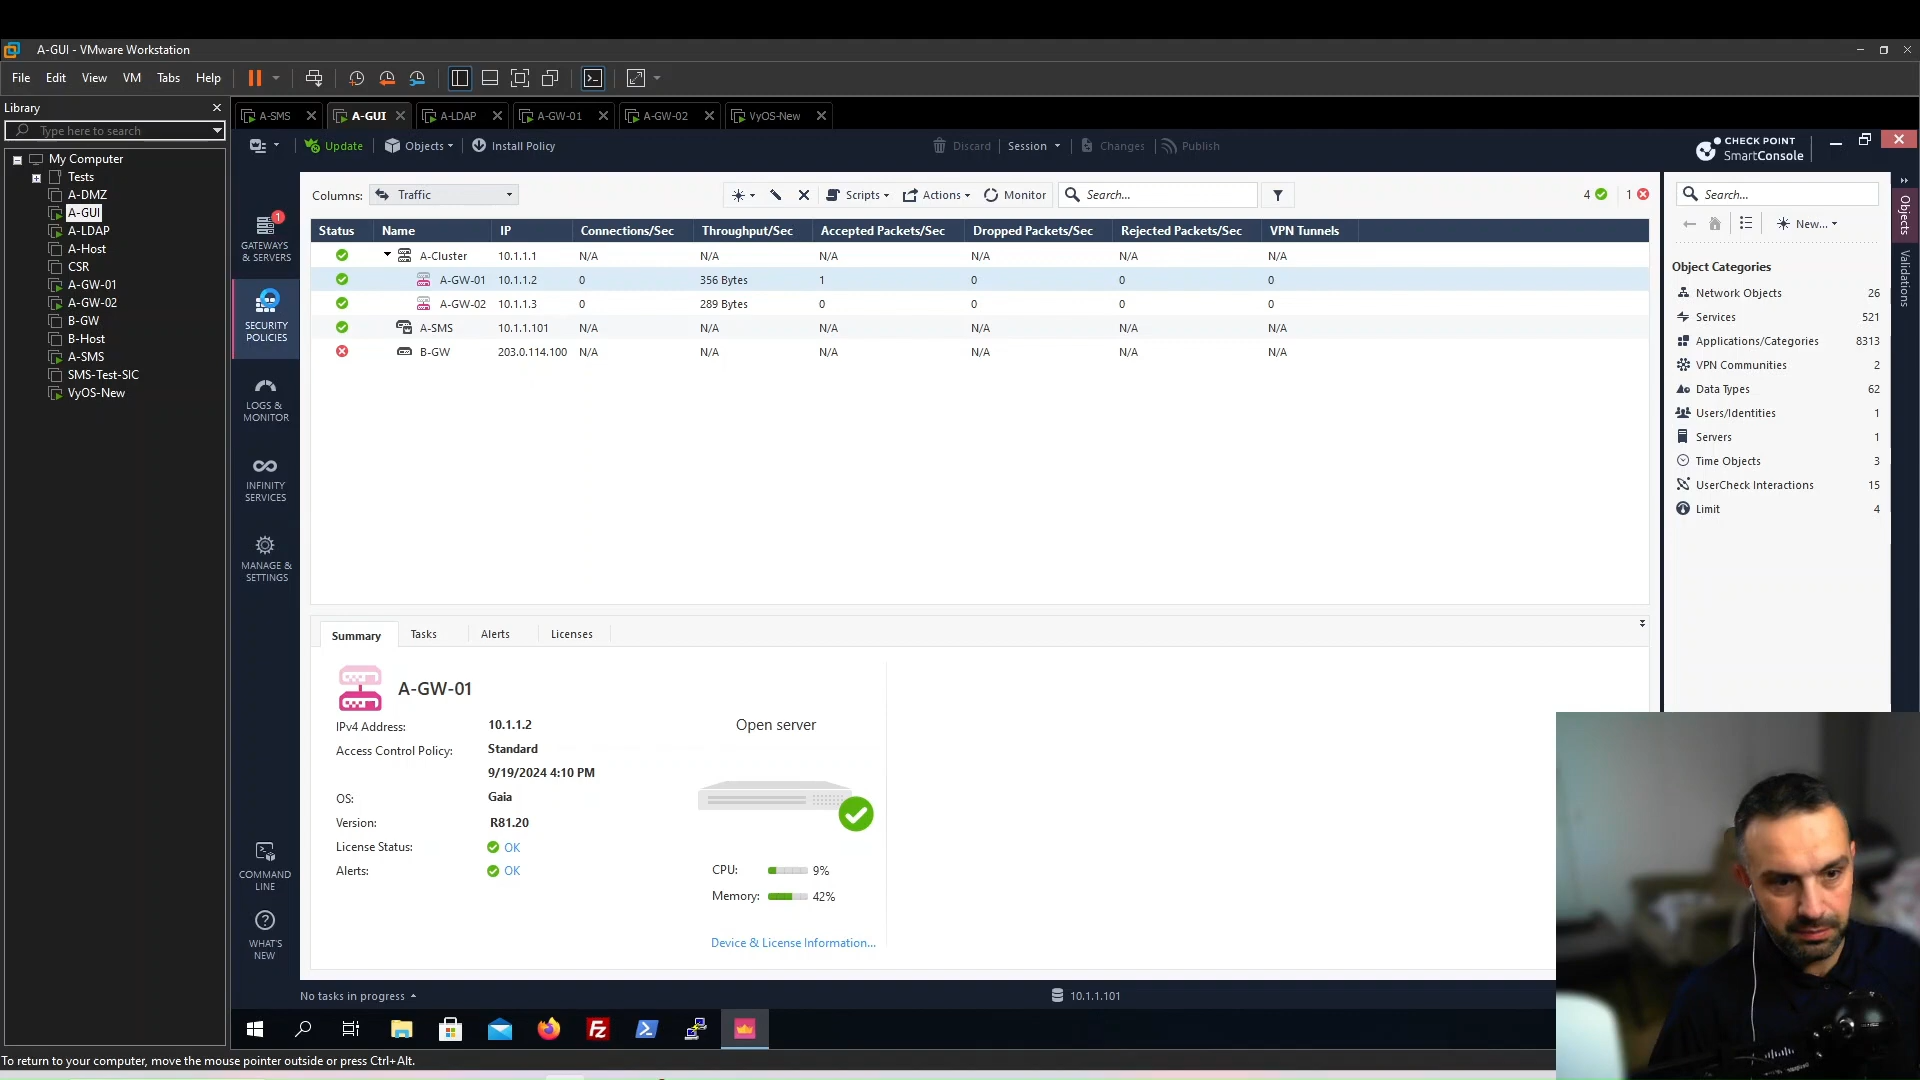 A-GUI - VMware Workstation
File Edit View VM Tabs Help
Library
Type here to search
My Computer
Tests
A-DMZ
A-GUI
A-LDAP
A-Host
CSR
A-GW-01
A-GW-02
B-GW
B-Host
A-SMS
SMS-Test-SIC
VyOS-New
A-SMS A-GUI A-LDAP A-GW-01 A-GW-02 VyOS-New
Update Objects Install Policy Discard Session Changes Publish
CHECK POINT
SmartConsole
1
GATEWAYS
& SERVERS
SECURITY
POLICIES
LOGS &
MONITOR
INFINITY
SERVICES
MANAGE &
SETTINGS
COMMAND
LINE
WHAT'S
NEW
Columns: Traffic Scripts Actions Monitor Search... 4 1
Status Name IP Connections/Sec Throughput/Sec Accepted Packets/Sec Dropped Packets/Sec Rejected Packets/Sec VPN Tunnels
A-Cluster 10.1.1.1 N/A N/A N/A N/A N/A N/A
A-GW-01 10.1.1.2 0 356 Bytes 1 0 0 0
A-GW-02 10.1.1.3 0 289 Bytes 0 0 0 0
A-SMS 10.1.1.101 N/A N/A N/A N/A N/A N/A
B-GW 203.0.114.100 N/A N/A N/A N/A N/A N/A
Summary Tasks Alerts Licenses
A-GW-01
IPv4 Address: 10.1.1.2
Access Control Policy: Standard
9/19/2024 4:10 PM
OS: Gaia
Version: R81.20
License Status: OK
Alerts: OK
Open server
CPU: 9%
Memory: 42%
Device & License Information...
Search...
New...
Object Categories
Network Objects 26
Services 521
Applications/Categories 8313
VPN Communities 2
Data Types 62
Users/Identities 1
Servers 1
Time Objects 3
UserCheck Interactions 15
Limit 4
Objects
Validations
No tasks in progress 10.1.1.101
To return to your computer, move the mouse pointer outside or press Ctrl+Alt.